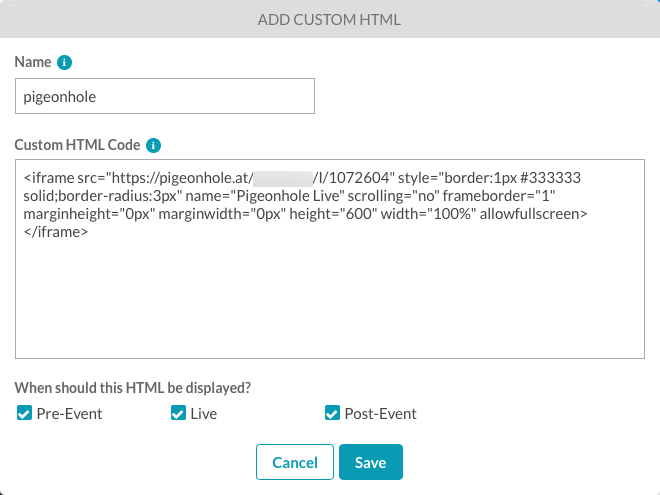 ADD CUSTOM HTML
Name
pigeonhole
Custom HTML Code
<iframe src="https://pigeonhole.at/ /l/1072604" style="border:1px #333333
solid;border-radius:3px" name="Pigeonhole Live" scrolling="no" frameborder="1"
marginheight="0px" marginwidth="0px" height="600" width="100%" allowfullscreen>
</iframe>
When should this HTML be displayed?
Pre-Event Live Post-Event
Cancel Save